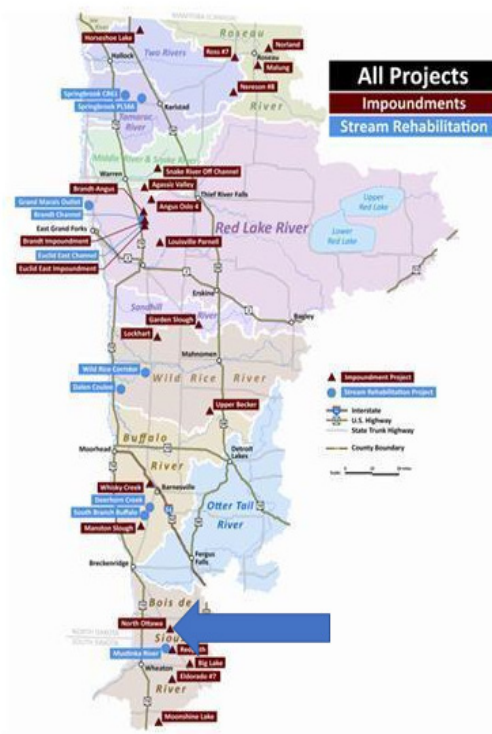 MANITOBA (CANADA)
Horseshoe Lake
Roseau
Two Rivers
Hallock
Ross #7
Norland
Roseau
Malung
Nereson #8
River
All Projects
Impoundments
Stream Rehabilitation
Springbrook CR61
Springbrook PL566
Karlstad
Tamarac
River
Middle River & Snake River
Snake River Off Channel
Warren
Agassiz Valley
Brandt-Angus
Thief River Falls
Grand Marais Outlet
Angus Oslo 4
Brandt Channel
Upper
Red Lake
East Grand Forks
Red Lake River
Brandt Impoundment
Louisville Parnell
Lower
Red Lake
Euclid East Channel
Euclid East Impoundment
Erskine
Sandhill
River
Bagley
Garden Slough
Lockhart
Mahnomen
Wild Rice Corridor
Wild Rice River
Dalen Coulee
Impoundment Project
Stream Rehabilitation Project
Upper Becker
Interstate
U.S. Highway
State Trunk Highway
County Boundary
Buffalo
River
Moorhead
Detroit
Lakes
Whisky Creek
Barnesville
Deerhorn Creek
Otter Tail
River
South Branch Buffalo
Manston Slough
Fergus
Falls
Breckenridge
Bois de
North Ottawa
NORTH DAKOTA
SOUTH DAKOTA
Sioux
Mustinka River
Big Lake
Wheaton
Eldorado #7
River
Moonshine Lake